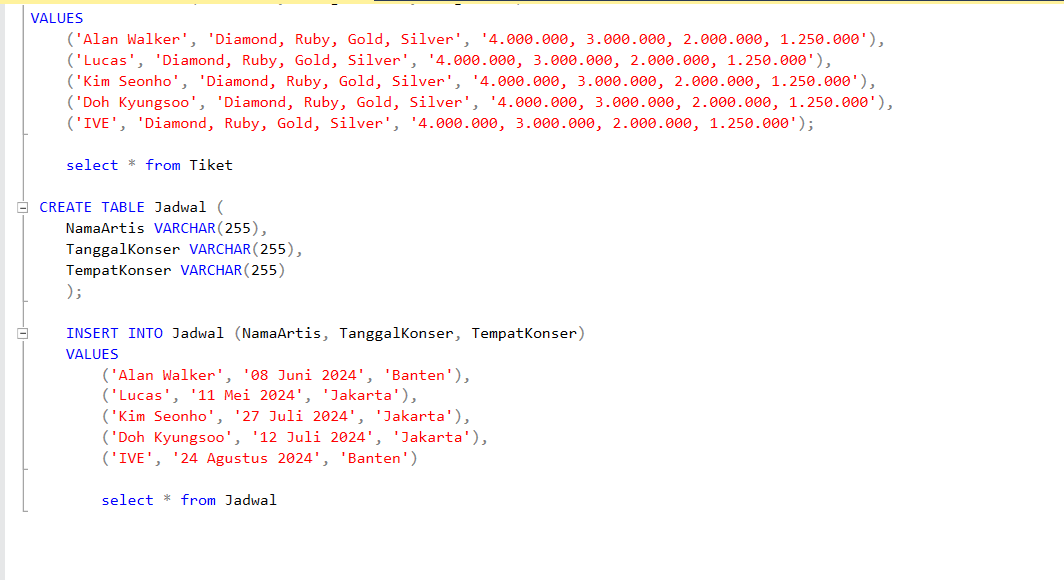 VALUES
('Alan Walker', 'Diamond, Ruby, Gold, Silver', '4.000.000, 3.000.000, 2.000.000, 1.250.000'),
('Lucas', 'Diamond, Ruby, Gold, Silver', '4.000.000, 3.000.000, 2.000.000, 1.250.000'),
('Kim Seonho', 'Diamond, Ruby, Gold, Silver', '4.000.000, 3.000.000, 2.000.000, 1.250.000'),
('Doh Kyungsoo', 'Diamond, Ruby, Gold, Silver', '4.000.000, 3.000.000, 2.000.000, 1.250.000'),
('IVE', 'Diamond, Ruby, Gold, Silver', '4.000.000, 3.000.000, 2.000.000, 1.250.000');
select * from Tiket
CREATE TABLE Jadwal (
NamaArtis VARCHAR(255),
TanggalKonser VARCHAR(255),
TempatKonser VARCHAR(255)
);
INSERT INTO Jadwal (NamaArtis, TanggalKonser, TempatKonser)
VALUES
('Alan Walker', '08 Juni 2024', 'Banten'),
('Lucas', '11 Mei 2024', 'Jakarta'),
('Kim Seonho', '27 Juli 2024', 'Jakarta'),
('Doh Kyungsoo', '12 Juli 2024', 'Jakarta'),
('IVE', '24 Agustus 2024', 'Banten')
select * from Jadwal